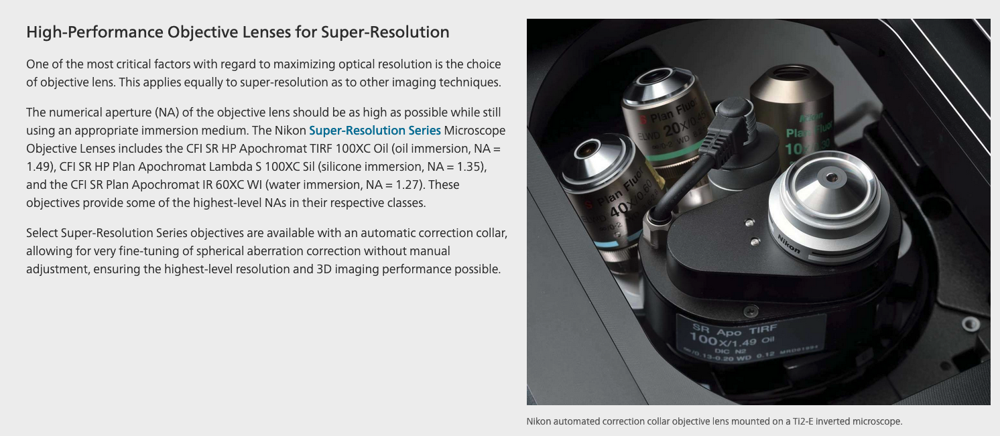 High-Performance Objective Lenses for Super-Resolution
One of the most critical factors with regard to maximizing optical resolution is the choice
of objective lens. This applies equally to super-resolution as to other imaging techniques.
The numerical aperture (NA) of the objective lens should be as high as possible while still
using an appropriate immersion medium. The Nikon Super-Resolution Series Microscope
Objective Lenses includes the CFI SR HP Apochromat TIRF 100XC Oil (oil immersion, NA =
1.49), CFI SR HP Plan Apochromat Lambda S 100XC Sil (silicone immersion, NA = 1.35),
and the CFI SR Plan Apochromat IR 60XC WI (water immersion, NA = 1.27). These
objectives provide some of the highest-level NAs in their respective classes.
Select Super-Resolution Series objectives are available with an automatic correction collar,
allowing for very fine-tuning of spherical aberration correction without manual
adjustment, ensuring the highest-level resolution and 3D imaging performance possible.
S Plan Fluor
ELWD 20X/0.45
∞/0-2 WD
Nikon
Plan Fluor
10X/0.30
S Plan Fluor
ELWD 40X/0.60
∞/0-2 WD
Nikon
SR Apo TIRF
100X/1.49 Oil
DIC N2
∞/0.13-0.20 WD 0.12
Nikon automated correction collar objective lens mounted on a Ti2-E inverted microscope.